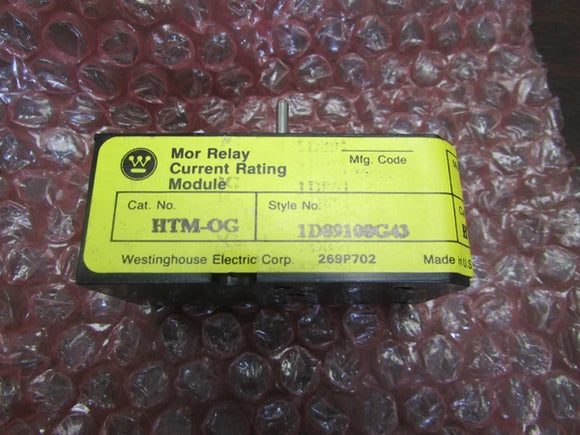 Mor Relay
Current Rating
Module
Mfg. Code
Cat. No.
HTM-OG
Style No.
1D89108G43
Westinghouse Electric Corp. 269P702 Made in U.S.